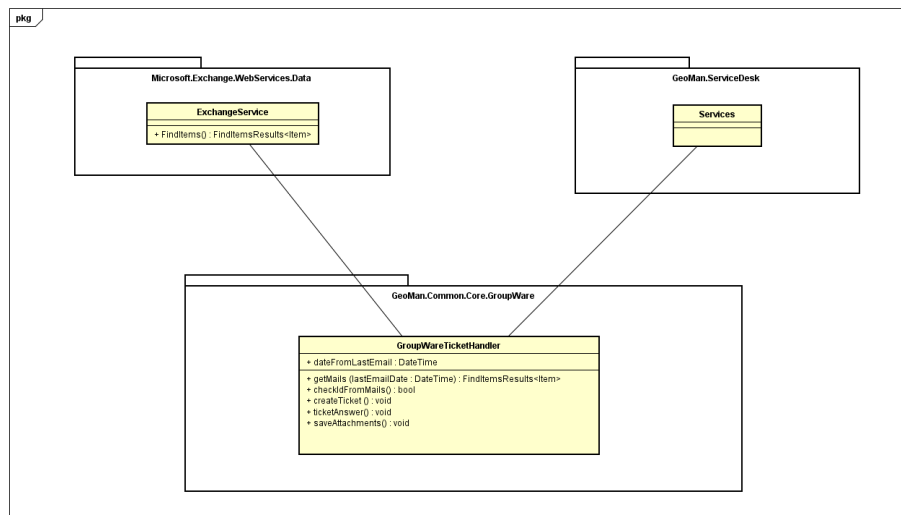 pkg
Microsoft.Exchange.WebServices.Data
ExchangeService
+ FindItems() : FindItemsResults<Item>
GeoMan.ServiceDesk
Services
GeoMan.Common.Core.GroupWare
GroupWareTicketHandler
+ dateFromLastEmail : DateTime
+ getMails (lastEmailDate : DateTime) : FindItemsResults<Item>
+ checkIdFromMails() : bool
+ createTicket () : void
+ ticketAnswer() : void
+ saveAttachments() : void